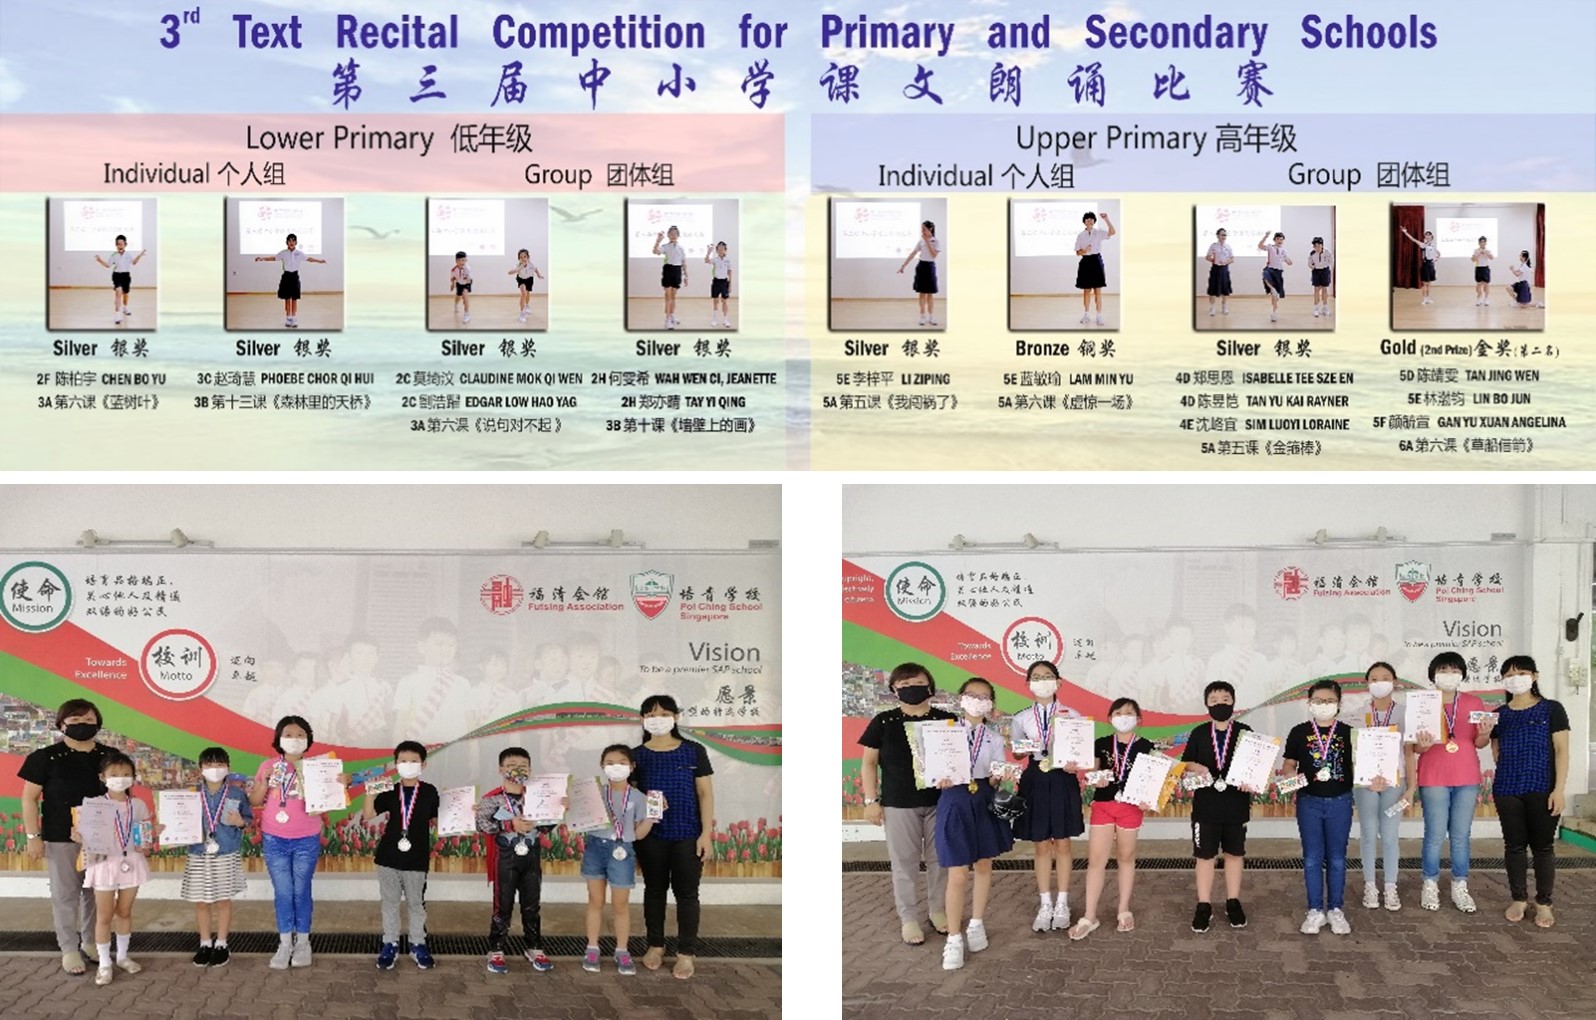 3rd Text Recital Competition for Primary and Secondary Schools
第三届中小学课文朗诵比赛
Lower Primary 低年级
Individual 个人组
Group 团体组
Silver 银奖
2F 陈柏宇 CHEN BO YU
3A 第六课《蓝树叶》
Silver 银奖
3C 赵琦慧 PHOEBE CHOR QI HUI
3B 第十三课《森林里的天桥》
Silver 银奖
2C 莫绮汶 CLAUDINE MOK QI WEN
2C 劉浩躍 EDGAR LOW HAO YAG
3A 第六课《说句对不起》
Silver 银奖
2H 何雯希 WAH WEN CI, JEANETTE
2H 郑亦晴 TAY YI QING
3B 第十课《墙壁上的画》
Upper Primary 高年级
Individual 个人组
Group 团体组
Silver 银奖
5E 李梓平 LI ZIPING
5A 第五课《我闯祸了》
Bronze 铜奖
5E 蓝敏瑜 LAM MIN YU
5A 第六课《虚惊一场》
Silver 银奖
4D 郑思恩 ISABELLE TEE SZE EN
4D 陈昱恺 TAN YU KAI RAYNER
4E 沈峈宜 SIM LUOYI LORAINE
5A 第五课《金箍棒》
Gold (2nd Prize) 金奖 (第二名)
5D 陈靖雯 TAN JING WEN
5E 林渤钧 LIN BO JUN
5F 颜毓萱 GAN YU XUAN ANGELINA
6A 第六课《草船借箭》
使命
Mission
培育品格端正、
关心他人及精通
双语的好公民
校训
Motto
Towards
Excellence
迈向
卓越
福清会馆
Futsing Association
培青学校
Poi Ching School
Singapore
Vision
To be a premier SAP school
愿景
使命
Mission
培育品格端正、
关心他人及精通
双语的好公民
校训
Motto
Towards
Excellence
迈向
卓越
福清会馆
Futsing Association
培青学校
Poi Ching School
Singapore
Vision
To be a premier SAP school
愿景